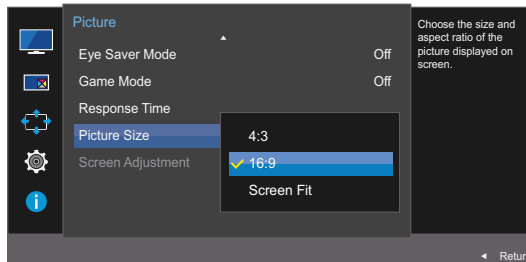 Picture
Eye Saver Mode Off
Game Mode Off
Response Time
Picture Size
Screen Adjustment
4:3
16:9
Screen Fit
Choose the size and
aspect ratio of the
picture displayed on
screen.
Retur